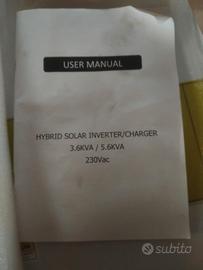 USER MANUAL
HYBRID SOLAR INVERTER/CHARGER
3.6KVA / 5.6KVA
230Vac
subito